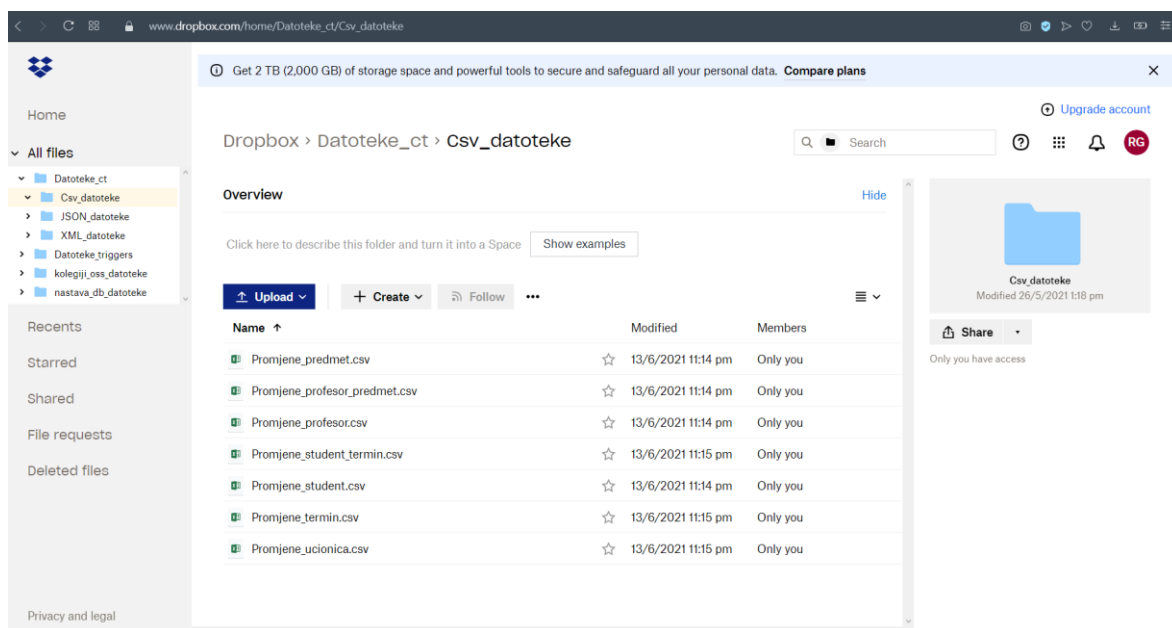 www.dropbox.com/home/Datoteke_ct/Csv_datoteke
Get 2 TB (2,000 GB) of storage space and powerful tools to secure and safeguard all your personal data. Compare plans
Upgrade account
Home
All files
Datoteke_ct
Csv_datoteke
JSON_datoteke
XML_datoteke
Datoteke_triggers
kolegiji_oss_datoteke
nastava_db_datoteke
Recents
Starred
Shared
File requests
Deleted files
Privacy and legal
Dropbox › Datoteke_ct › Csv_datoteke
Search
RG
Overview
Hide
Click here to describe this folder and turn it into a Space Show examples
Upload Create Follow
Name Modified Members
Promjene_predmet.csv 13/6/2021 11:14 pm Only you
Promjene_profesor_predmet.csv 13/6/2021 11:14 pm Only you
Promjene_profesor.csv 13/6/2021 11:14 pm Only you
Promjene_student_termin.csv 13/6/2021 11:15 pm Only you
Promjene_student.csv 13/6/2021 11:14 pm Only you
Promjene_termin.csv 13/6/2021 11:15 pm Only you
Promjene_ucionica.csv 13/6/2021 11:15 pm Only you
Csv_datoteke
Modified 26/5/2021 1:18 pm
Share
Only you have access